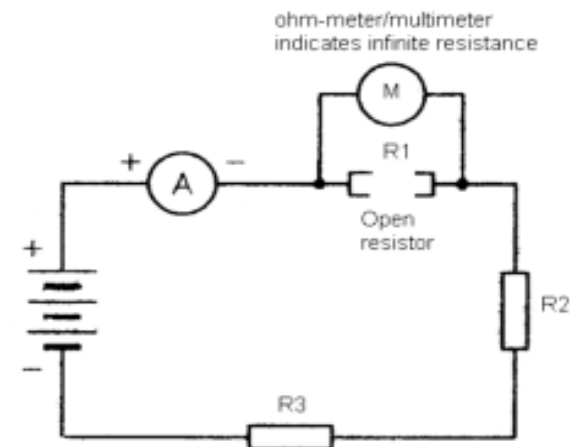 ohm-meter/multimeter
indicates infinite resistance
M
R1
+ A −
Open
resistor
+
R2
−
R3